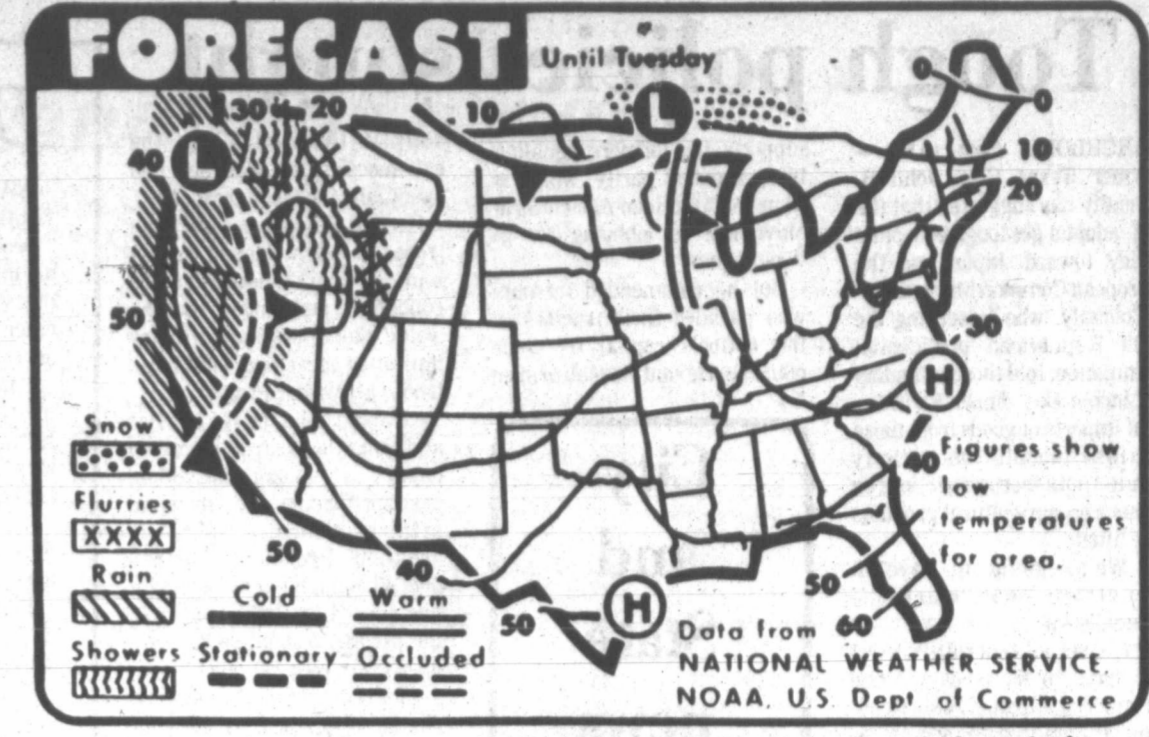 FORECAST
Until Tuesday
30 20 10 L 0 0
40 L
10
20
50
30
H
Snow
40 Figures show
low
temperatures
for area.
Flurries
XXXX
50
Rain
40
50
Cold Warm
50 H
Data from 60
Showers Stationary Occluded
NATIONAL WEATHER SERVICE,
NOAA, U.S. Dept. of Commerce